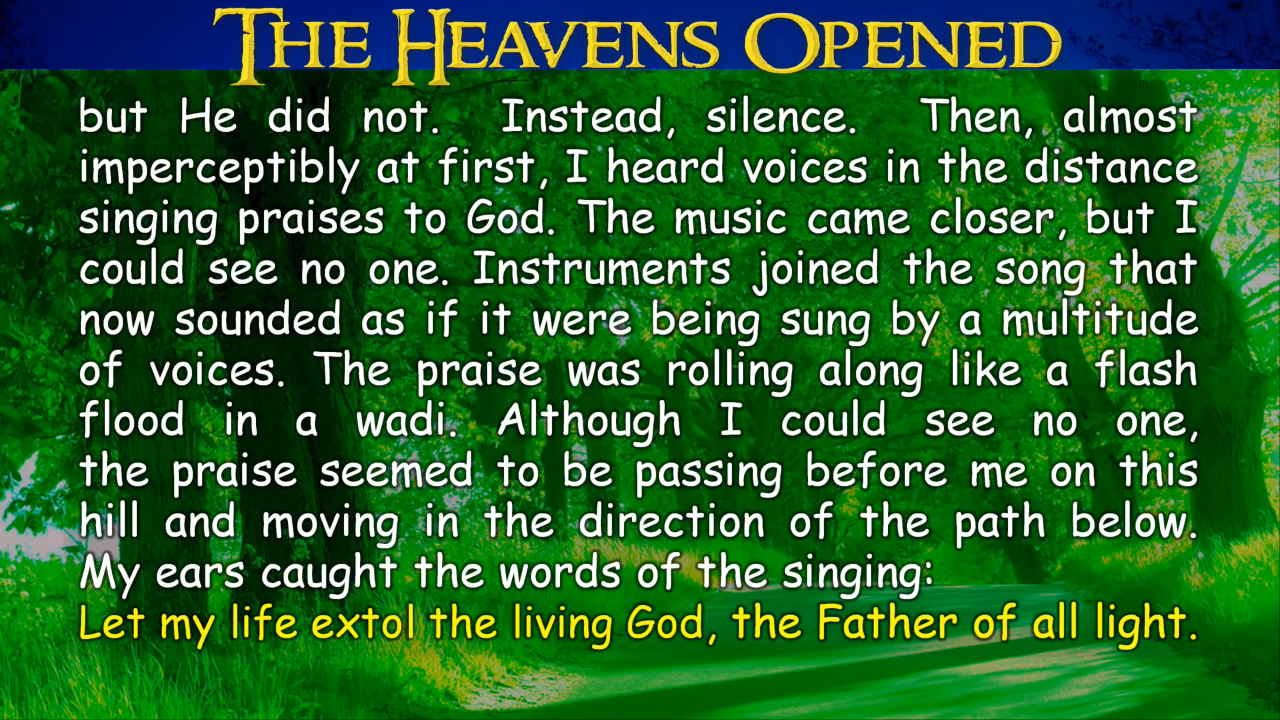 THE HEAVENS OPENED
but He did not. Instead, silence. Then, almost
imperceptibly at first, I heard voices in the distance
singing praises to God. The music came closer, but I
could see no one. Instruments joined the song that
now sounded as if it were being sung by a multitude
of voices. The praise was rolling along like a flash
flood in a wadi. Although I could see no one,
the praise seemed to be passing before me on this
hill and moving in the direction of the path below.
My ears caught the words of the singing:
Let my life extol the living God, the Father of all light.